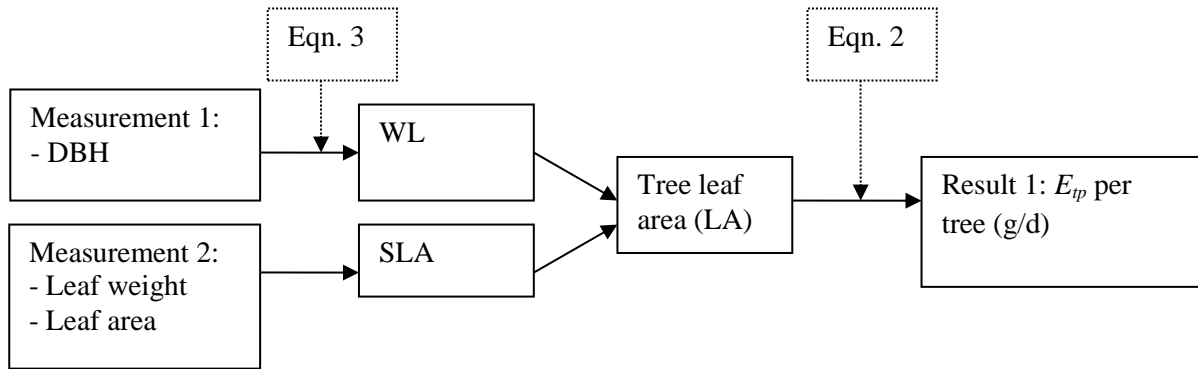 Eqn. 3
Eqn. 2
Measurement 1:
- DBH
WL
Tree leaf
area (LA)
Result 1: Etp per
tree (g/d)
Measurement 2:
- Leaf weight
- Leaf area
SLA